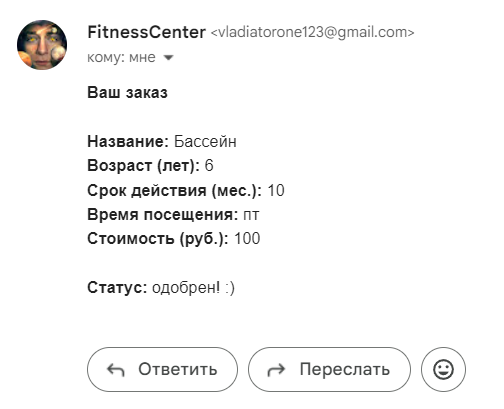 FitnessCenter <vladiatorone123@gmail.com>
кому: мне
Ваш заказ
Название: Бассейн
Возраст (лет): 6
Срок действия (мес.): 10
Время посещения: пт
Стоимость (руб.): 100
Статус: одобрен! :)
Ответить Переслать